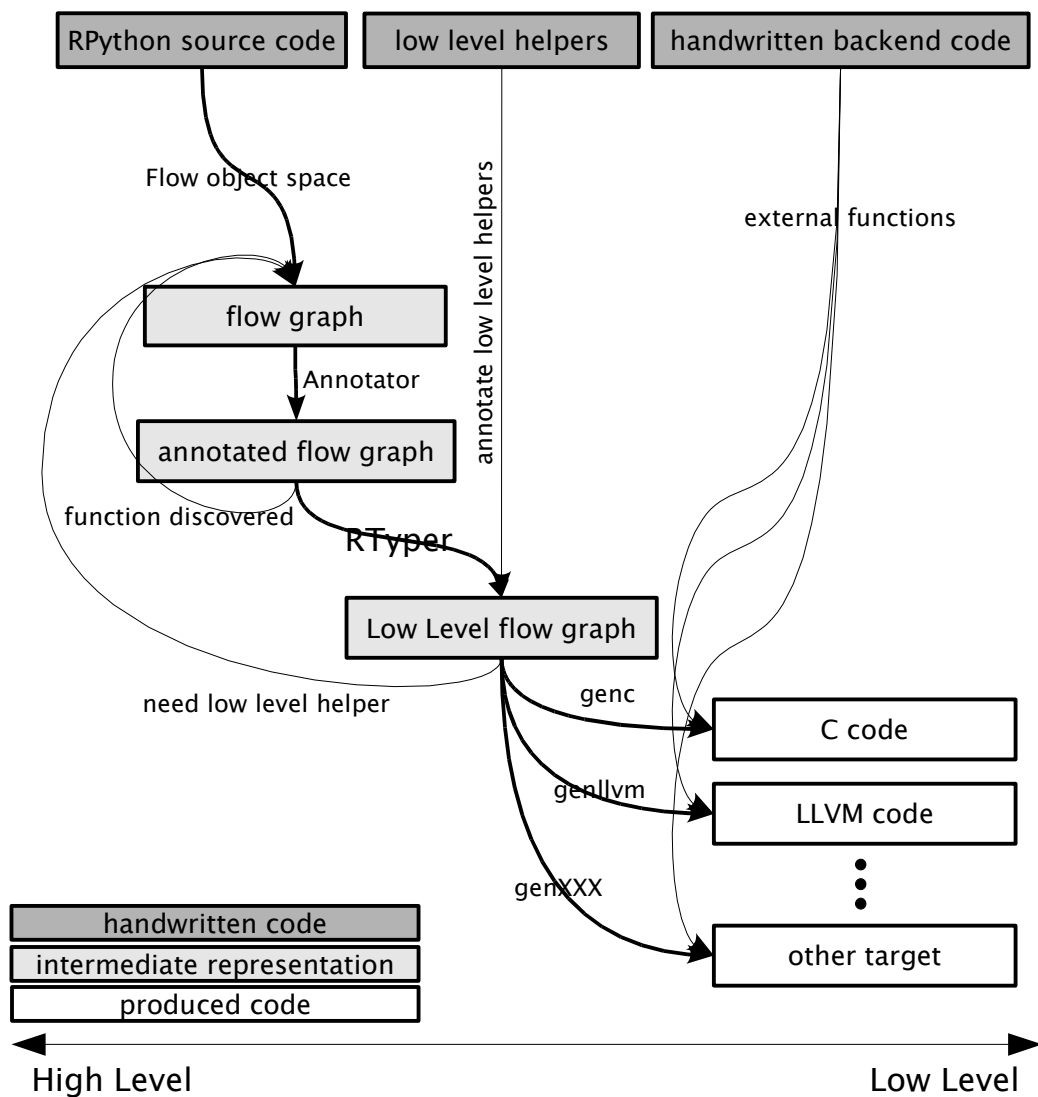 RPython source code
low level helpers
handwritten backend code
Flow object space
annotate low level helpers
external functions
flow graph
Annotator
annotated flow graph
function discovered
RTyper
Low Level flow graph
need low level helper
genc
C code
genllvm
LLVM code
genXXX
other target
handwritten code
intermediate representation
produced code
High Level
Low Level